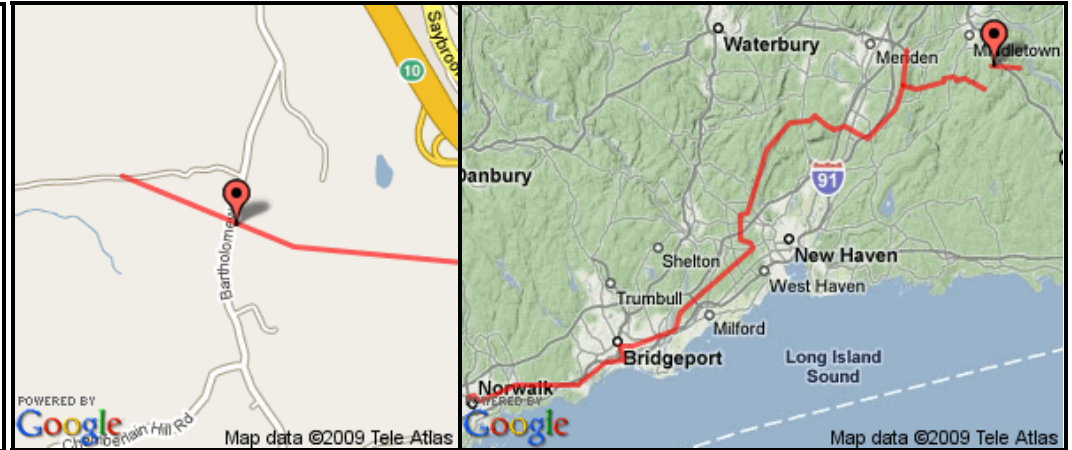 Saybroo
10
Bartholomew
POWERED BY
Google
Chamberlain Hill Rd
Map data ©2009 Tele Atlas
Waterbury
Meriden
Middletown
Danbury
91
Shelton
New Haven
West Haven
Trumbull
Milford
Bridgeport
Long Island
Sound
Norwalk
POWERED BY
Google
Map data ©2009 Tele Atlas